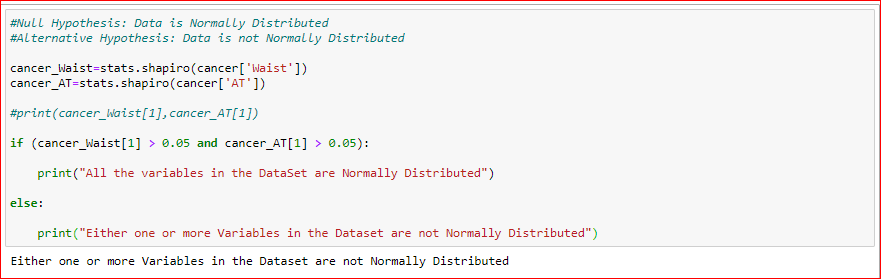 #Null Hypothesis: Data is Normally Distributed
#Alternative Hypothesis: Data is not Normally Distributed
cancer_Waist=stats.shapiro(cancer['Waist'])
cancer_AT=stats.shapiro(cancer['AT'])
#print(cancer_Waist[1],cancer_AT[1])
if (cancer_Waist[1] > 0.05 and cancer_AT[1] > 0.05):
    print("All the variables in the DataSet are Normally Distributed")
else:
    print("Either one or more Variables in the Dataset are not Normally Distributed")
Either one or more Variables in the Dataset are not Normally Distributed